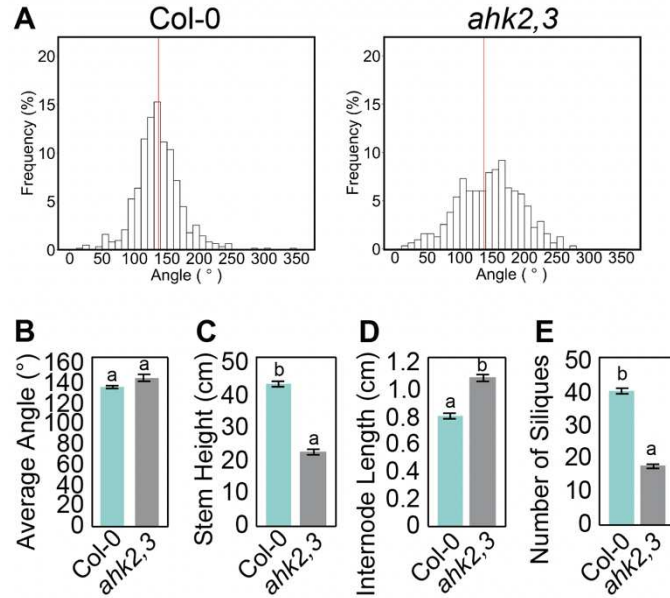 A
Col-0
ahk2,3
Frequency (%)
20
15
10
5
0
0 50 100 150 200 250 300 350
Angle ( ° )
Frequency (%)
20
15
10
5
0
0 50 100 150 200 250 300 350
Angle ( ° )
B
Average Angle (°)
160
140
120
100
80
60
40
20
0
a a
Col-0
ahk2,3
C
Stem Height (cm)
50
40
30
20
10
0
b
a
Col-0
ahk2,3
D
Internode Length (cm)
1.2
1.0
0.8
0.6
0.4
0.2
0
a
b
Col-0
ahk2,3
E
Number of Siliques
50
40
30
20
10
0
b
a
Col-0
ahk2,3